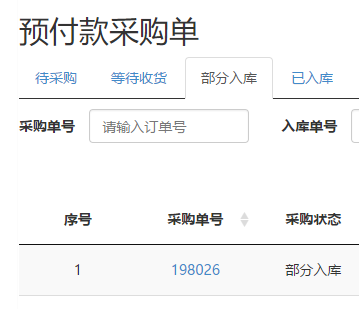 预付款采购单
待采购 等待收货 部分入库 已入库
采购单号 请输入订单号 入库单号
序号 采购单号 采购状态
1 198026 部分入库